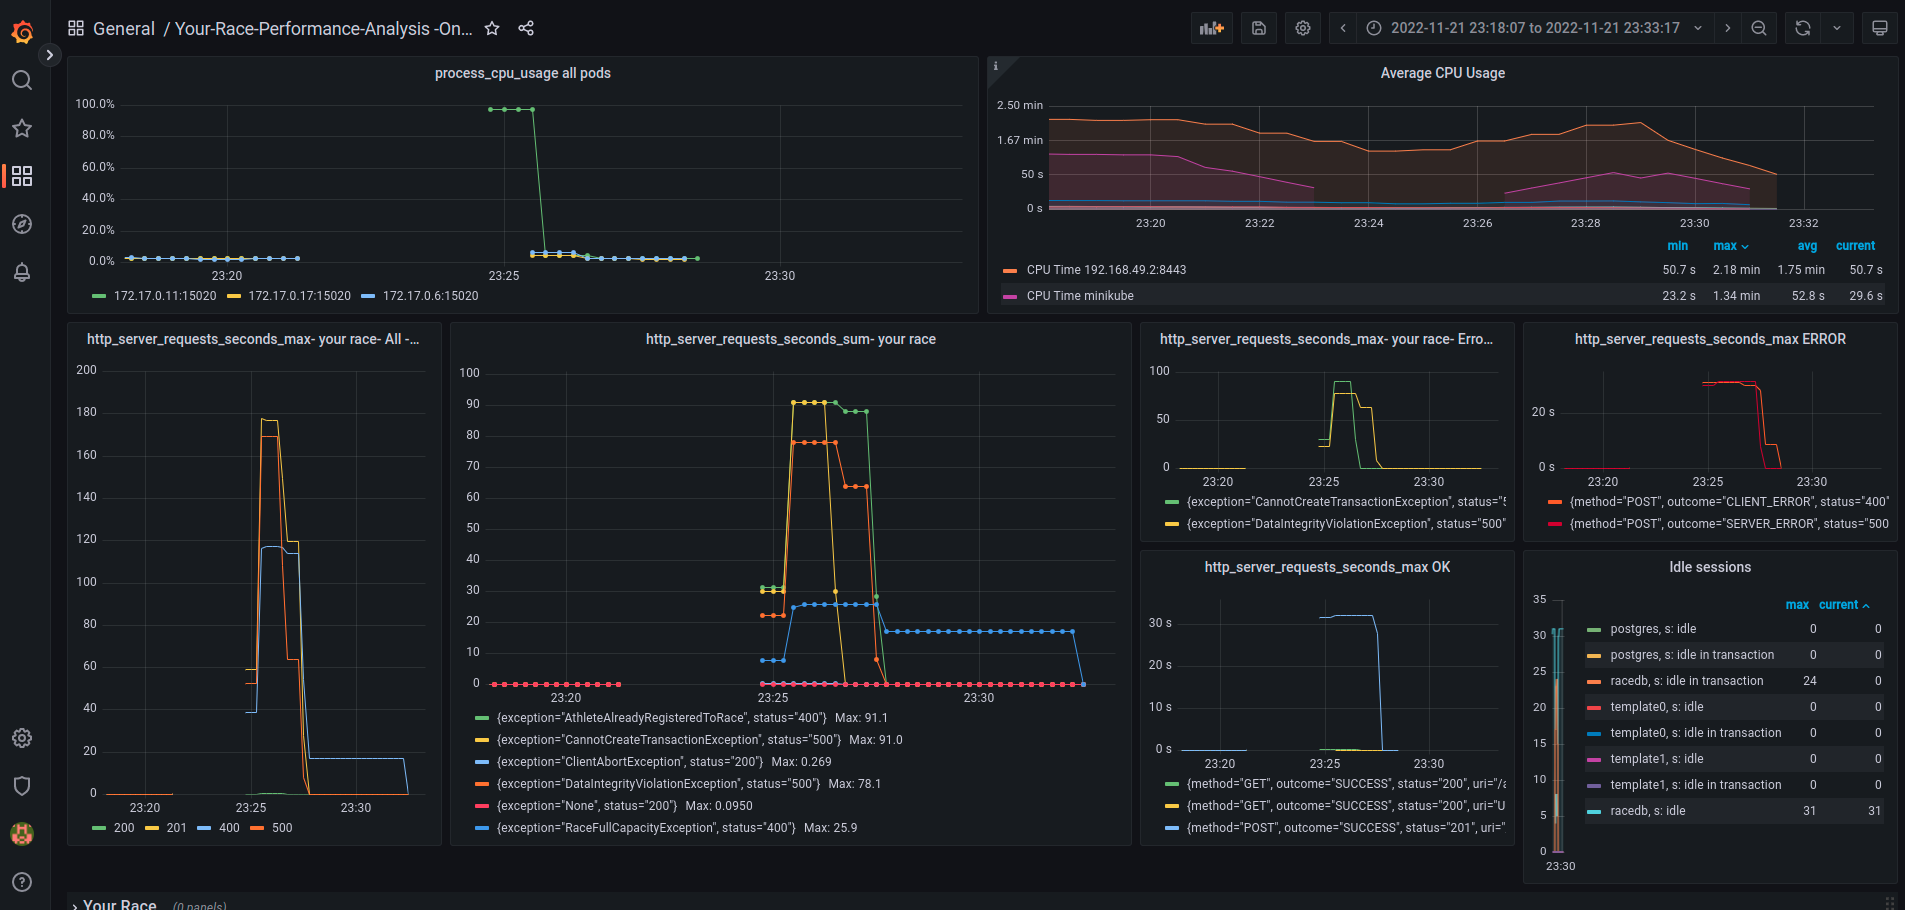 General / Your-Race-Performance-Analysis -On...
2022-11-21 23:18:07 to 2022-11-21 23:33:17
process_cpu_usage all pods
100.0%
80.0%
60.0%
40.0%
20.0%
0.0%
23:20 23:25 23:30
172.17.0.11:15020 172.17.0.17:15020 172.17.0.6:15020
i
Average CPU Usage
2.50 min
1.67 min
50 s
0 s
23:20 23:22 23:24 23:26 23:28 23:30 23:32
min max avg current
CPU Time 192.168.49.2:8443 50.7 s 2.18 min 1.75 min 50.7 s
CPU Time minikube 23.2 s 1.34 min 52.8 s 29.6 s
http_server_requests_seconds_max- your race- All -...
200
180
160
140
120
100
80
60
40
20
0
23:20 23:25 23:30
200 201 400 500
http_server_requests_seconds_sum- your race
100
90
80
70
60
50
40
30
20
10
0
23:20 23:25 23:30
{exception="AthleteAlreadyRegisteredToRace", status="400"} Max: 91.1
{exception="CannotCreateTransactionException", status="500"} Max: 91.0
{exception="ClientAbortException", status="200"} Max: 0.269
{exception="DataIntegrityViolationException", status="500"} Max: 78.1
{exception="None", status="200"} Max: 0.0950
{exception="RaceFullCapacityException", status="400"} Max: 25.9
http_server_requests_seconds_max- your race- Erro...
100
50
0
23:20 23:25 23:30
{exception="CannotCreateTransactionException", status="5
{exception="DataIntegrityViolationException", status="500"
http_server_requests_seconds_max ERROR
20 s
0 s
23:20 23:25 23:30
{method="POST", outcome="CLIENT_ERROR", status="400"
{method="POST", outcome="SERVER_ERROR", status="500
http_server_requests_seconds_max OK
30 s
20 s
10 s
0 s
23:20 23:25 23:30
{method="GET", outcome="SUCCESS", status="200", uri="/a
{method="GET", outcome="SUCCESS", status="200", uri="U
{method="POST", outcome="SUCCESS", status="201", uri="
Idle sessions
35
30
25
20
15
10
5
0
23:30
max current
postgres, s: idle 0 0
postgres, s: idle in transaction 0 0
racedb, s: idle in transaction 24 0
template0, s: idle 0 0
template0, s: idle in transaction 0 0
template1, s: idle 0 0
template1, s: idle in transaction 0 0
racedb, s: idle 31 31
Your Race (0 panels)